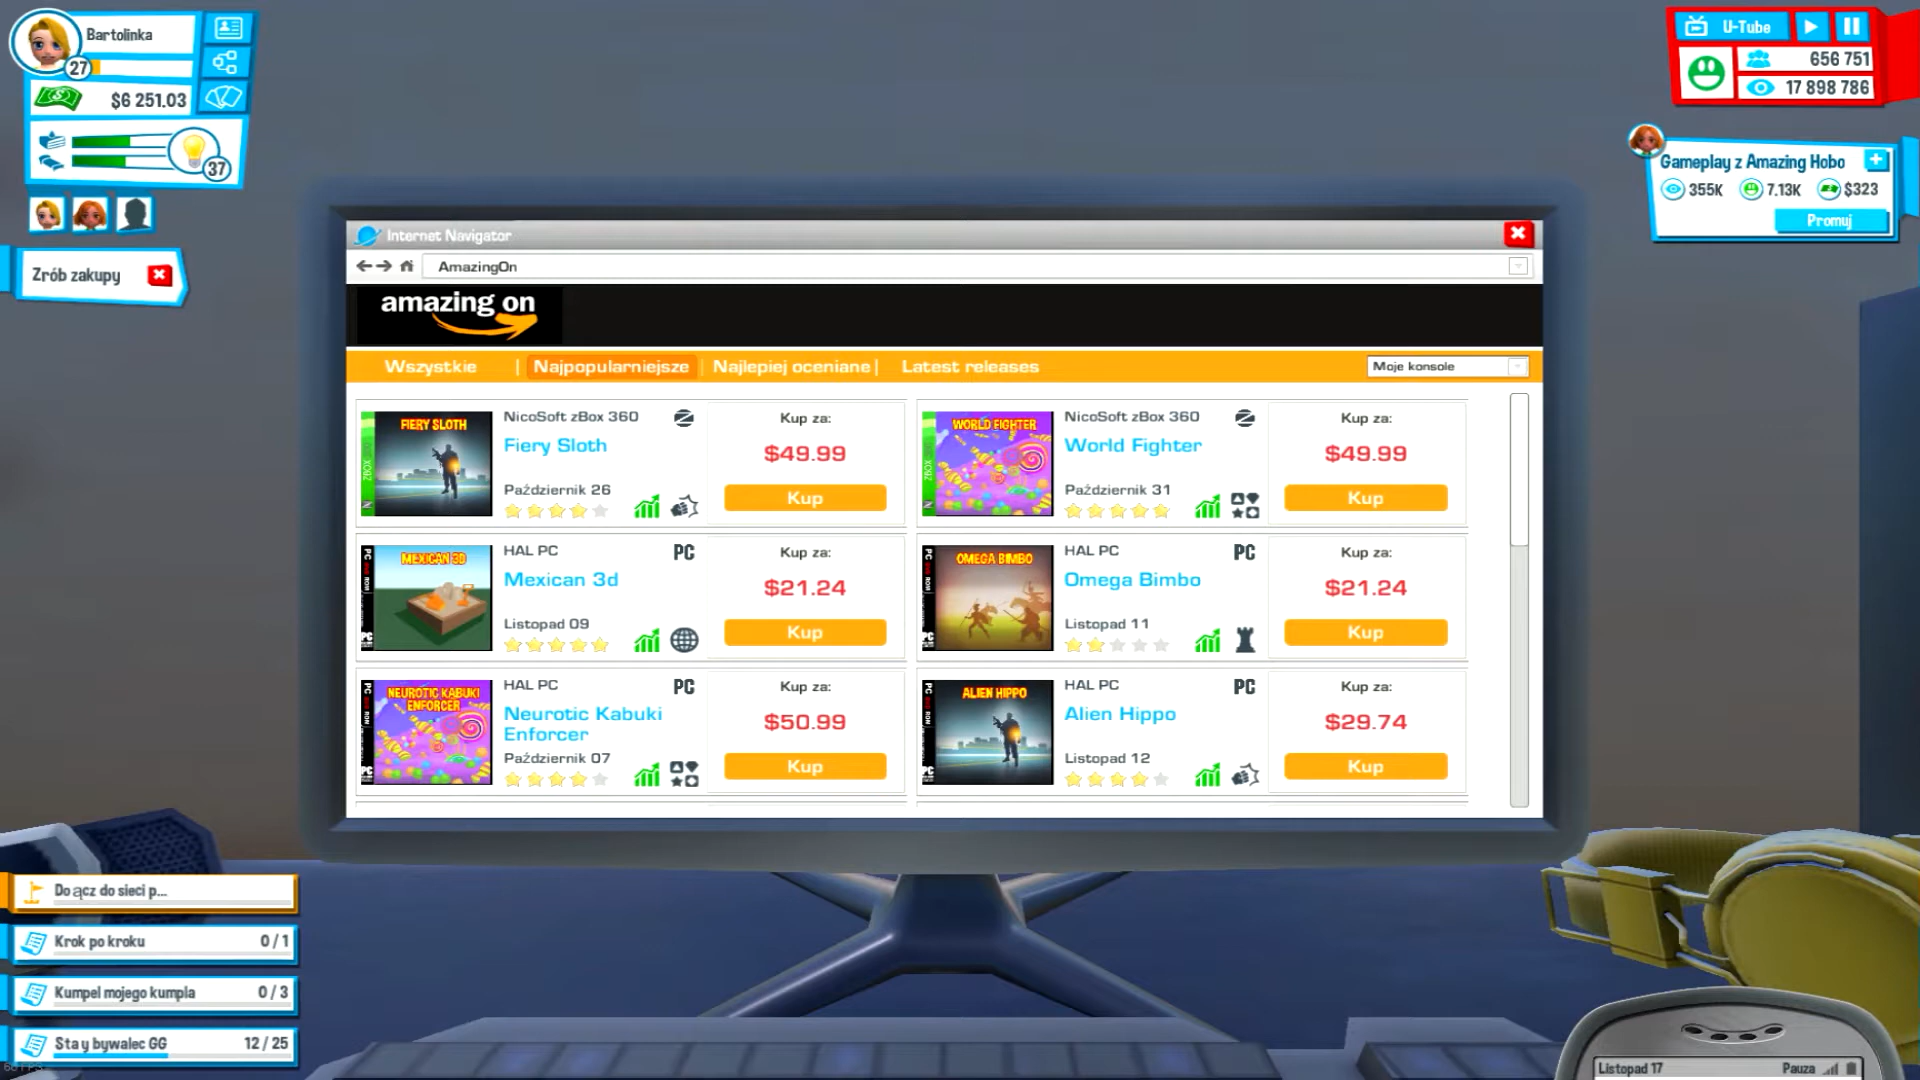 Bartolinka
27
$6 251.03
37
Zrób zakupy
U-Tube
656 751
17 898 786
Gameplay z Amazing Hobo
355K 7.13K $323
Promuj
Internet Navigator
AmazingOn
amazing on
Wszystkie | Najpopularniejsze | Najlepiej oceniane | Latest releases
Moje konsole
FIERY SLOTH
NicoSoft zBox 360
Fiery Sloth
Październik 26
Kup za:
$49.99
Kup
WORLD FIGHTER
NicoSoft zBox 360
World Fighter
Październik 31
Kup za:
$49.99
Kup
MEXICAN 3D
HAL PC
PC
Mexican 3d
Listopad 09
Kup za:
$21.24
Kup
OMEGA BIMBO
HAL PC
PC
Omega Bimbo
Listopad 11
Kup za:
$21.24
Kup
NEUROTIC KABUKI
ENFORCER
HAL PC
PC
Neurotic Kabuki
Enforcer
Październik 07
Kup za:
$50.99
Kup
ALIEN HIPPO
HAL PC
PC
Alien Hippo
Listopad 12
Kup za:
$29.74
Kup
Do ącz do sieci p...
Krok po kroku 0 / 1
Kumpel mojego kumpla 0 / 3
Sta y bywalec GG 12 / 25
Listopad 17 Pauza